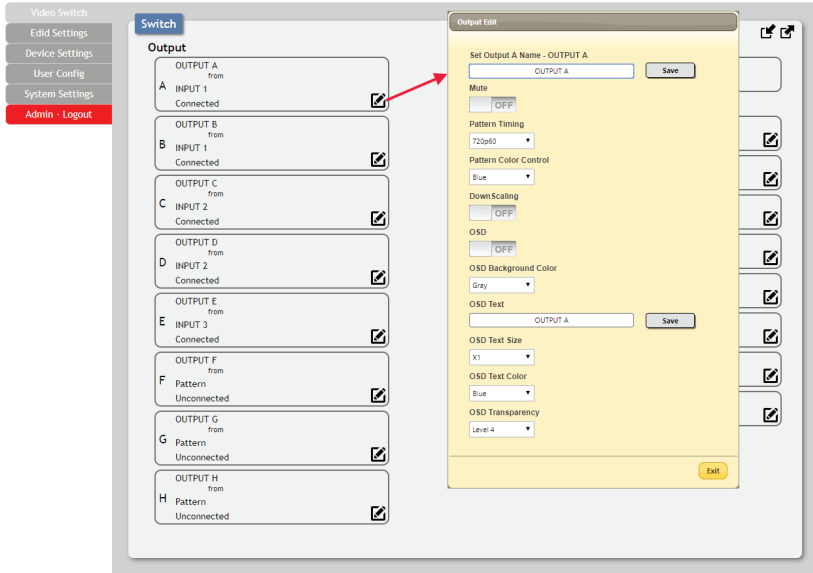 Video Switch
Edid Settings
Device Settings
User Config
System Settings
Admin - Logout
Switch
Output
OUTPUT A
from
A
INPUT 1
Connected
OUTPUT B
from
B
INPUT 1
Connected
OUTPUT C
from
C
INPUT 2
Connected
OUTPUT D
from
D
INPUT 2
Connected
OUTPUT E
from
E
INPUT 3
Connected
OUTPUT F
from
F
Pattern
Unconnected
OUTPUT G
from
G
Pattern
Unconnected
OUTPUT H
from
H
Pattern
Unconnected
Output Edit
Set Output A Name - OUTPUT A
OUTPUT A Save
Mute
OFF
Pattern Timing
720p60
Pattern Color Control
Blue
DownScaling
OFF
OSD
OFF
OSD Background Color
Gray
OSD Text
OUTPUT A Save
OSD Text Size
X1
OSD Text Color
Blue
OSD Transparency
Level 4
Exit